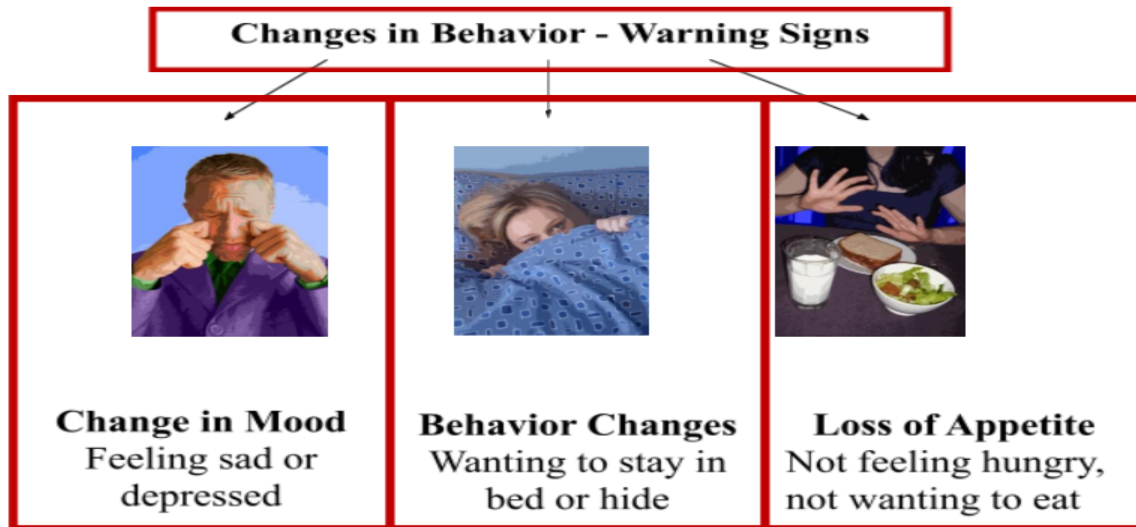 Changes in Behavior - Warning Signs
Change in Mood
Feeling sad or
depressed
Behavior Changes
Wanting to stay in
bed or hide
Loss of Appetite
Not feeling hungry,
not wanting to eat